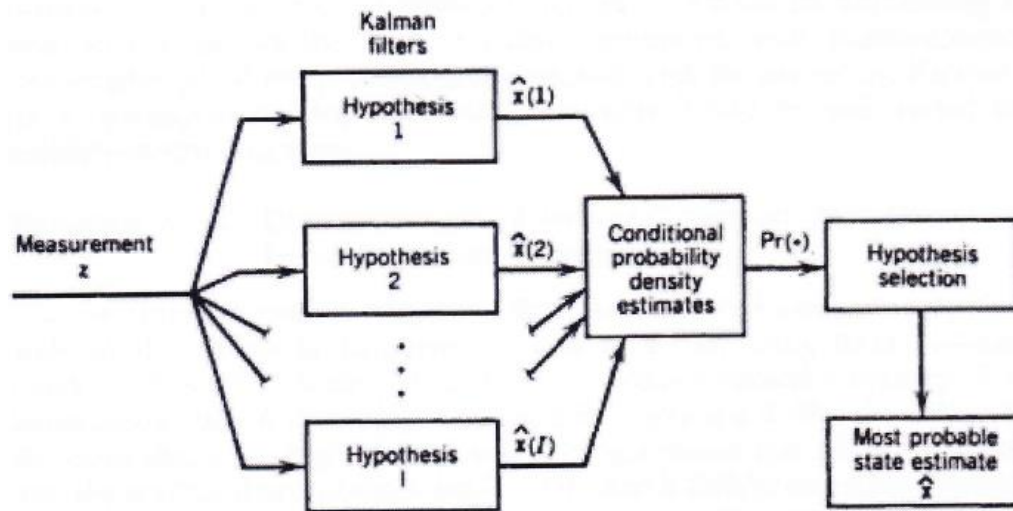 Kalman
filters
Hypothesis
1
x̂(1)
Measurement
z
Hypothesis
2
x̂(2)
Conditional
probability
density
estimates
Pr(•)
Hypothesis
selection
Hypothesis
I
x̂(I)
Most probable
state estimate
x̂